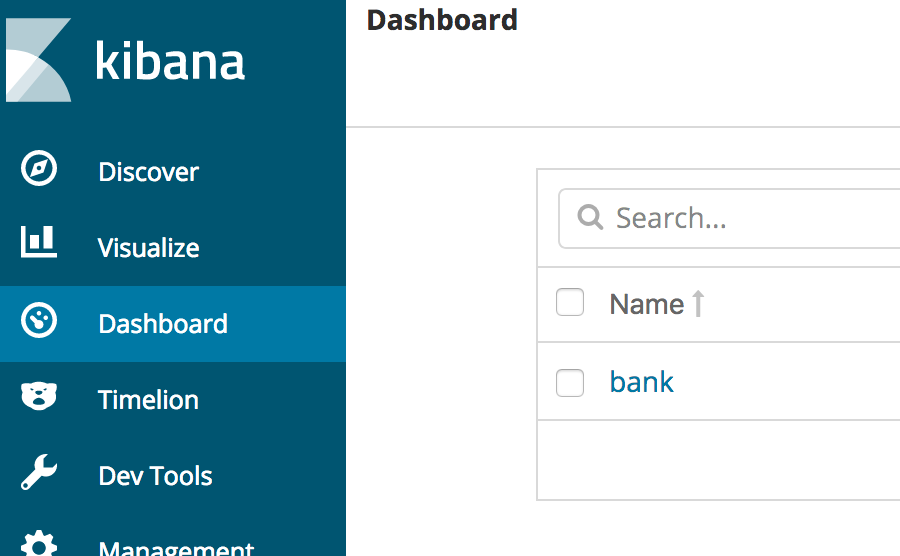 kibana
Discover
Visualize
Dashboard
Timelion
Dev Tools
Management
Dashboard
Search...
Name
bank